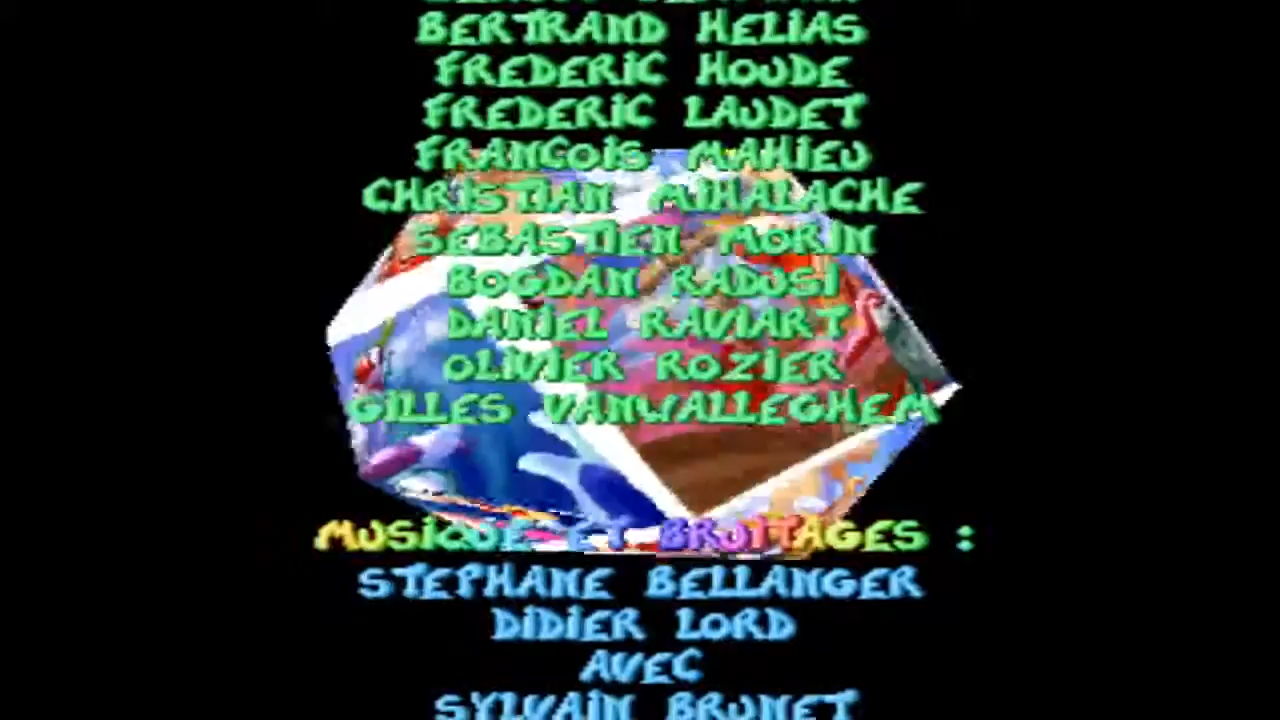 BERTRAND HELIAS
FREDERIC HOUDE
FREDERIC LAUDET
FRANCOIS MAHIEU
CHRISTIAN MIHALACHE
SEBASTIEN MORIN
BOGDAN RADUSI
DANIEL RAVIART
OLIVIER ROZIER
GILLES VANWALLEGHEM
MUSIQUE ET BRUITAGES :
STEPHANE BELLANGER
DIDIER LORD
AVEC
SYLVAIN BRUNET